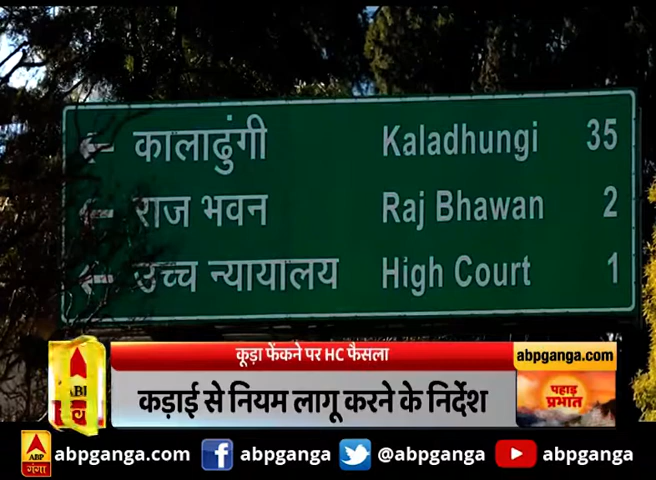 ← कालाढुंगी Kaladhungi 35
← राज भवन Raj Bhawan 2
← उच्च न्यायालय High Court 1
कूड़ा फेंकने पर HC फैसला
abpganga.com
कड़ाई से नियम लागू करने के निर्देश
पहाड़
प्रभात
ABP
गंगा
abpganga.com abpganga @abpganga abpganga